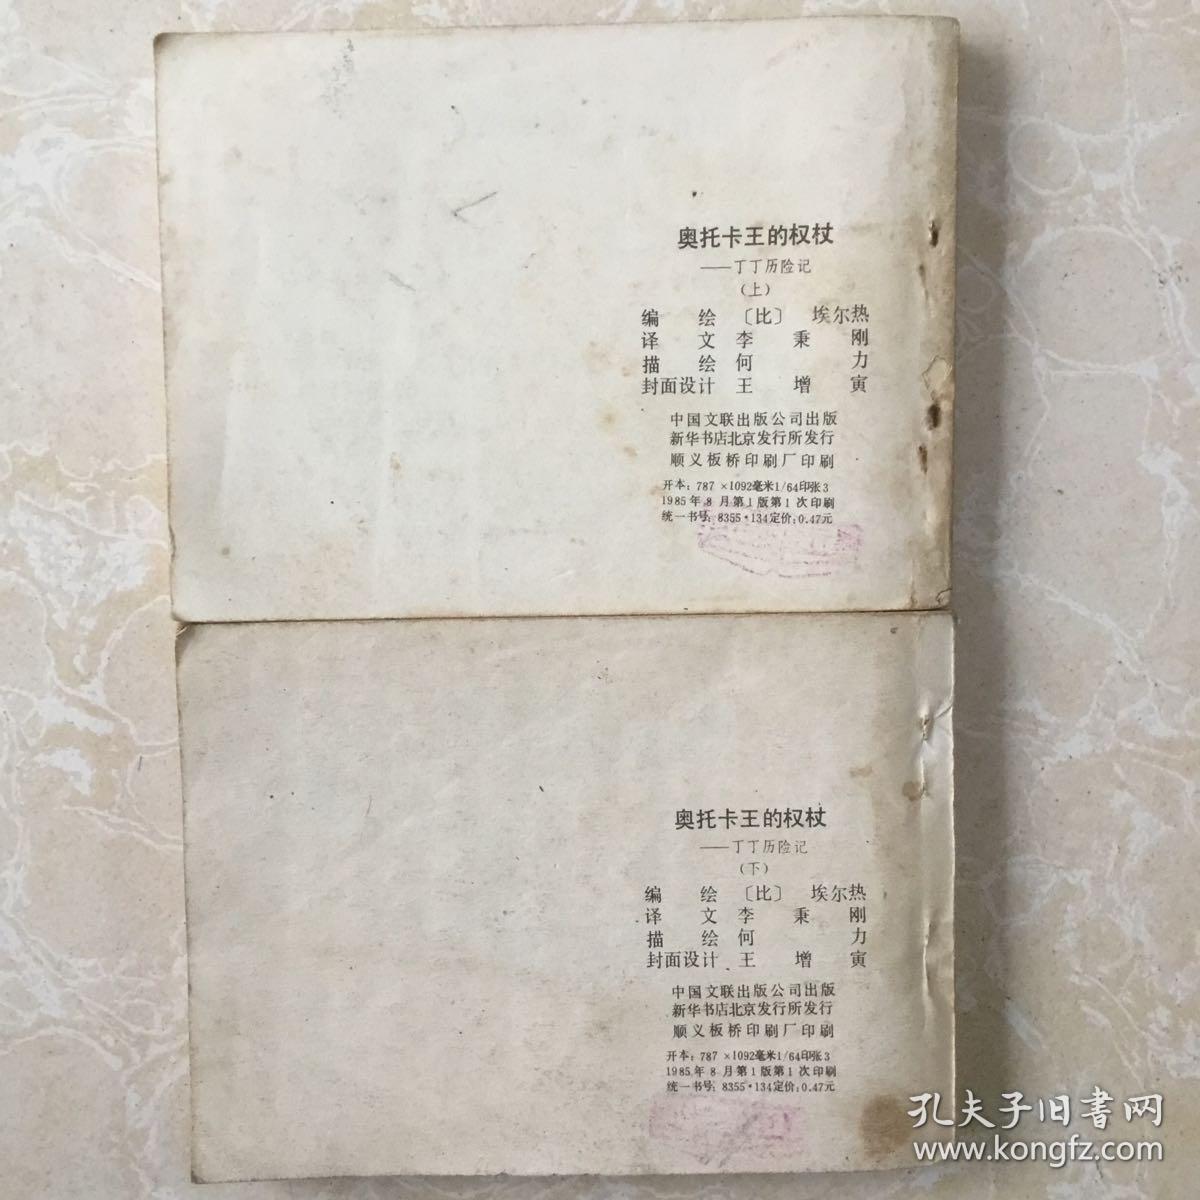 奥托卡王的权杖
——丁丁历险记
（上）
编 绘 〔比〕 埃尔热
译 文 李秉刚
描 绘 何力
封面设计 王增寅
中国文联出版公司出版
新华书店北京发行所发行
顺义板桥印刷厂印刷
开本：787×1092毫米1/64印张3
1985年8月第1版第1次印刷
统一书号：8355·134定价：0.47元
奥托卡王的权杖
——丁丁历险记
（下）
编 绘 〔比〕 埃尔热
译 文 李秉刚
描 绘 何力
封面设计 王增寅
中国文联出版公司出版
新华书店北京发行所发行
顺义板桥印刷厂印刷
开本：787×1092毫米1/64印张3
1985年8月第1版第1次印刷
统一书号：8355·134定价：0.47元
孔夫子旧書网
www.kongfz.com